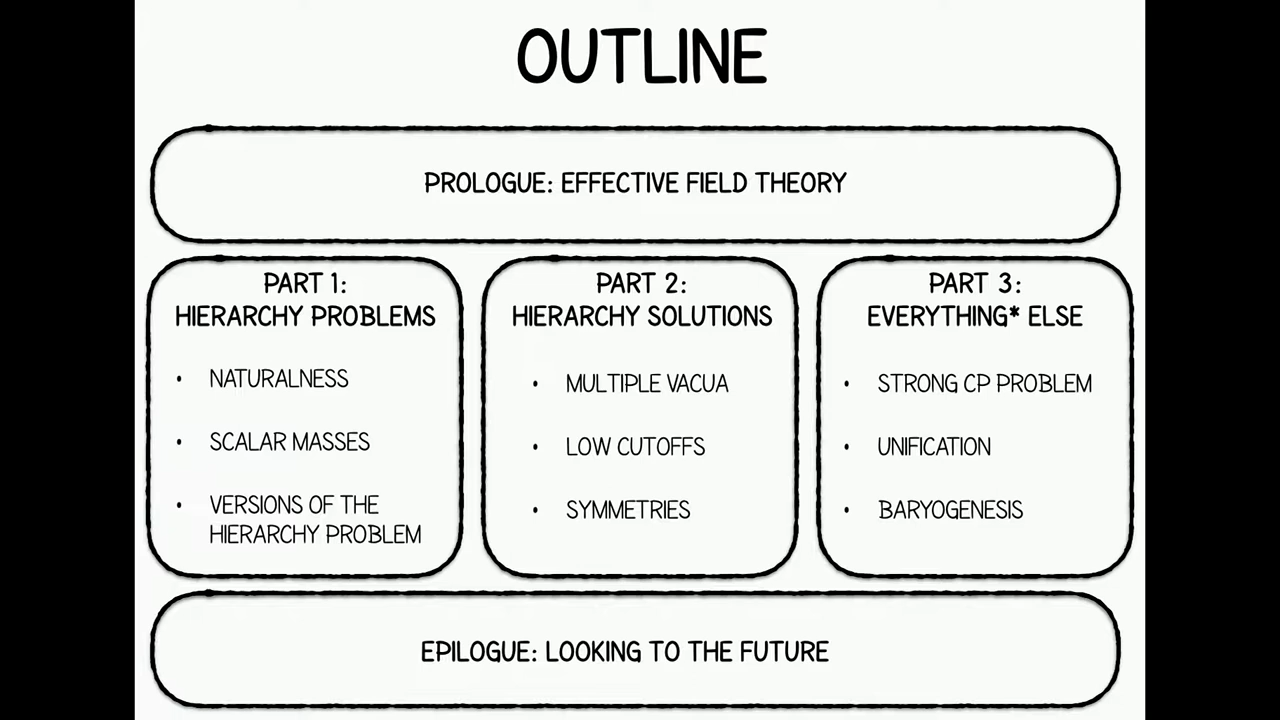 OUTLINE
PROLOGUE: EFFECTIVE FIELD THEORY
PART 1:
HIERARCHY PROBLEMS
• NATURALNESS
• SCALAR MASSES
• VERSIONS OF THE
HIERARCHY PROBLEM
PART 2:
HIERARCHY SOLUTIONS
• MULTIPLE VACUA
• LOW CUTOFFS
• SYMMETRIES
PART 3:
EVERYTHING* ELSE
• STRONG CP PROBLEM
• UNIFICATION
• BARYOGENESIS
EPILOGUE: LOOKING TO THE FUTURE